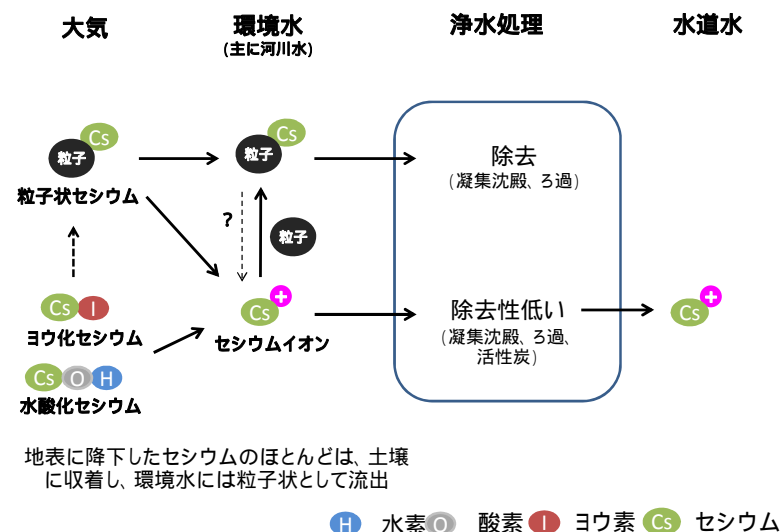 大気
環境水
(主に河川水)
浄水処理
水道水
Cs
粒子
粒子状セシウム
Cs
粒子
除去
(凝集沈殿、ろ過)
?
粒子
Cs I
ヨウ化セシウム
Cs +
セシウムイオン
除去性低い
(凝集沈殿、ろ過、
活性炭)
Cs +
Cs O H
水酸化セシウム
地表に降下したセシウムのほとんどは、土壌
に収着し、環境水には粒子状として流出
H 水素 O 酸素 I ヨウ素 Cs セシウム